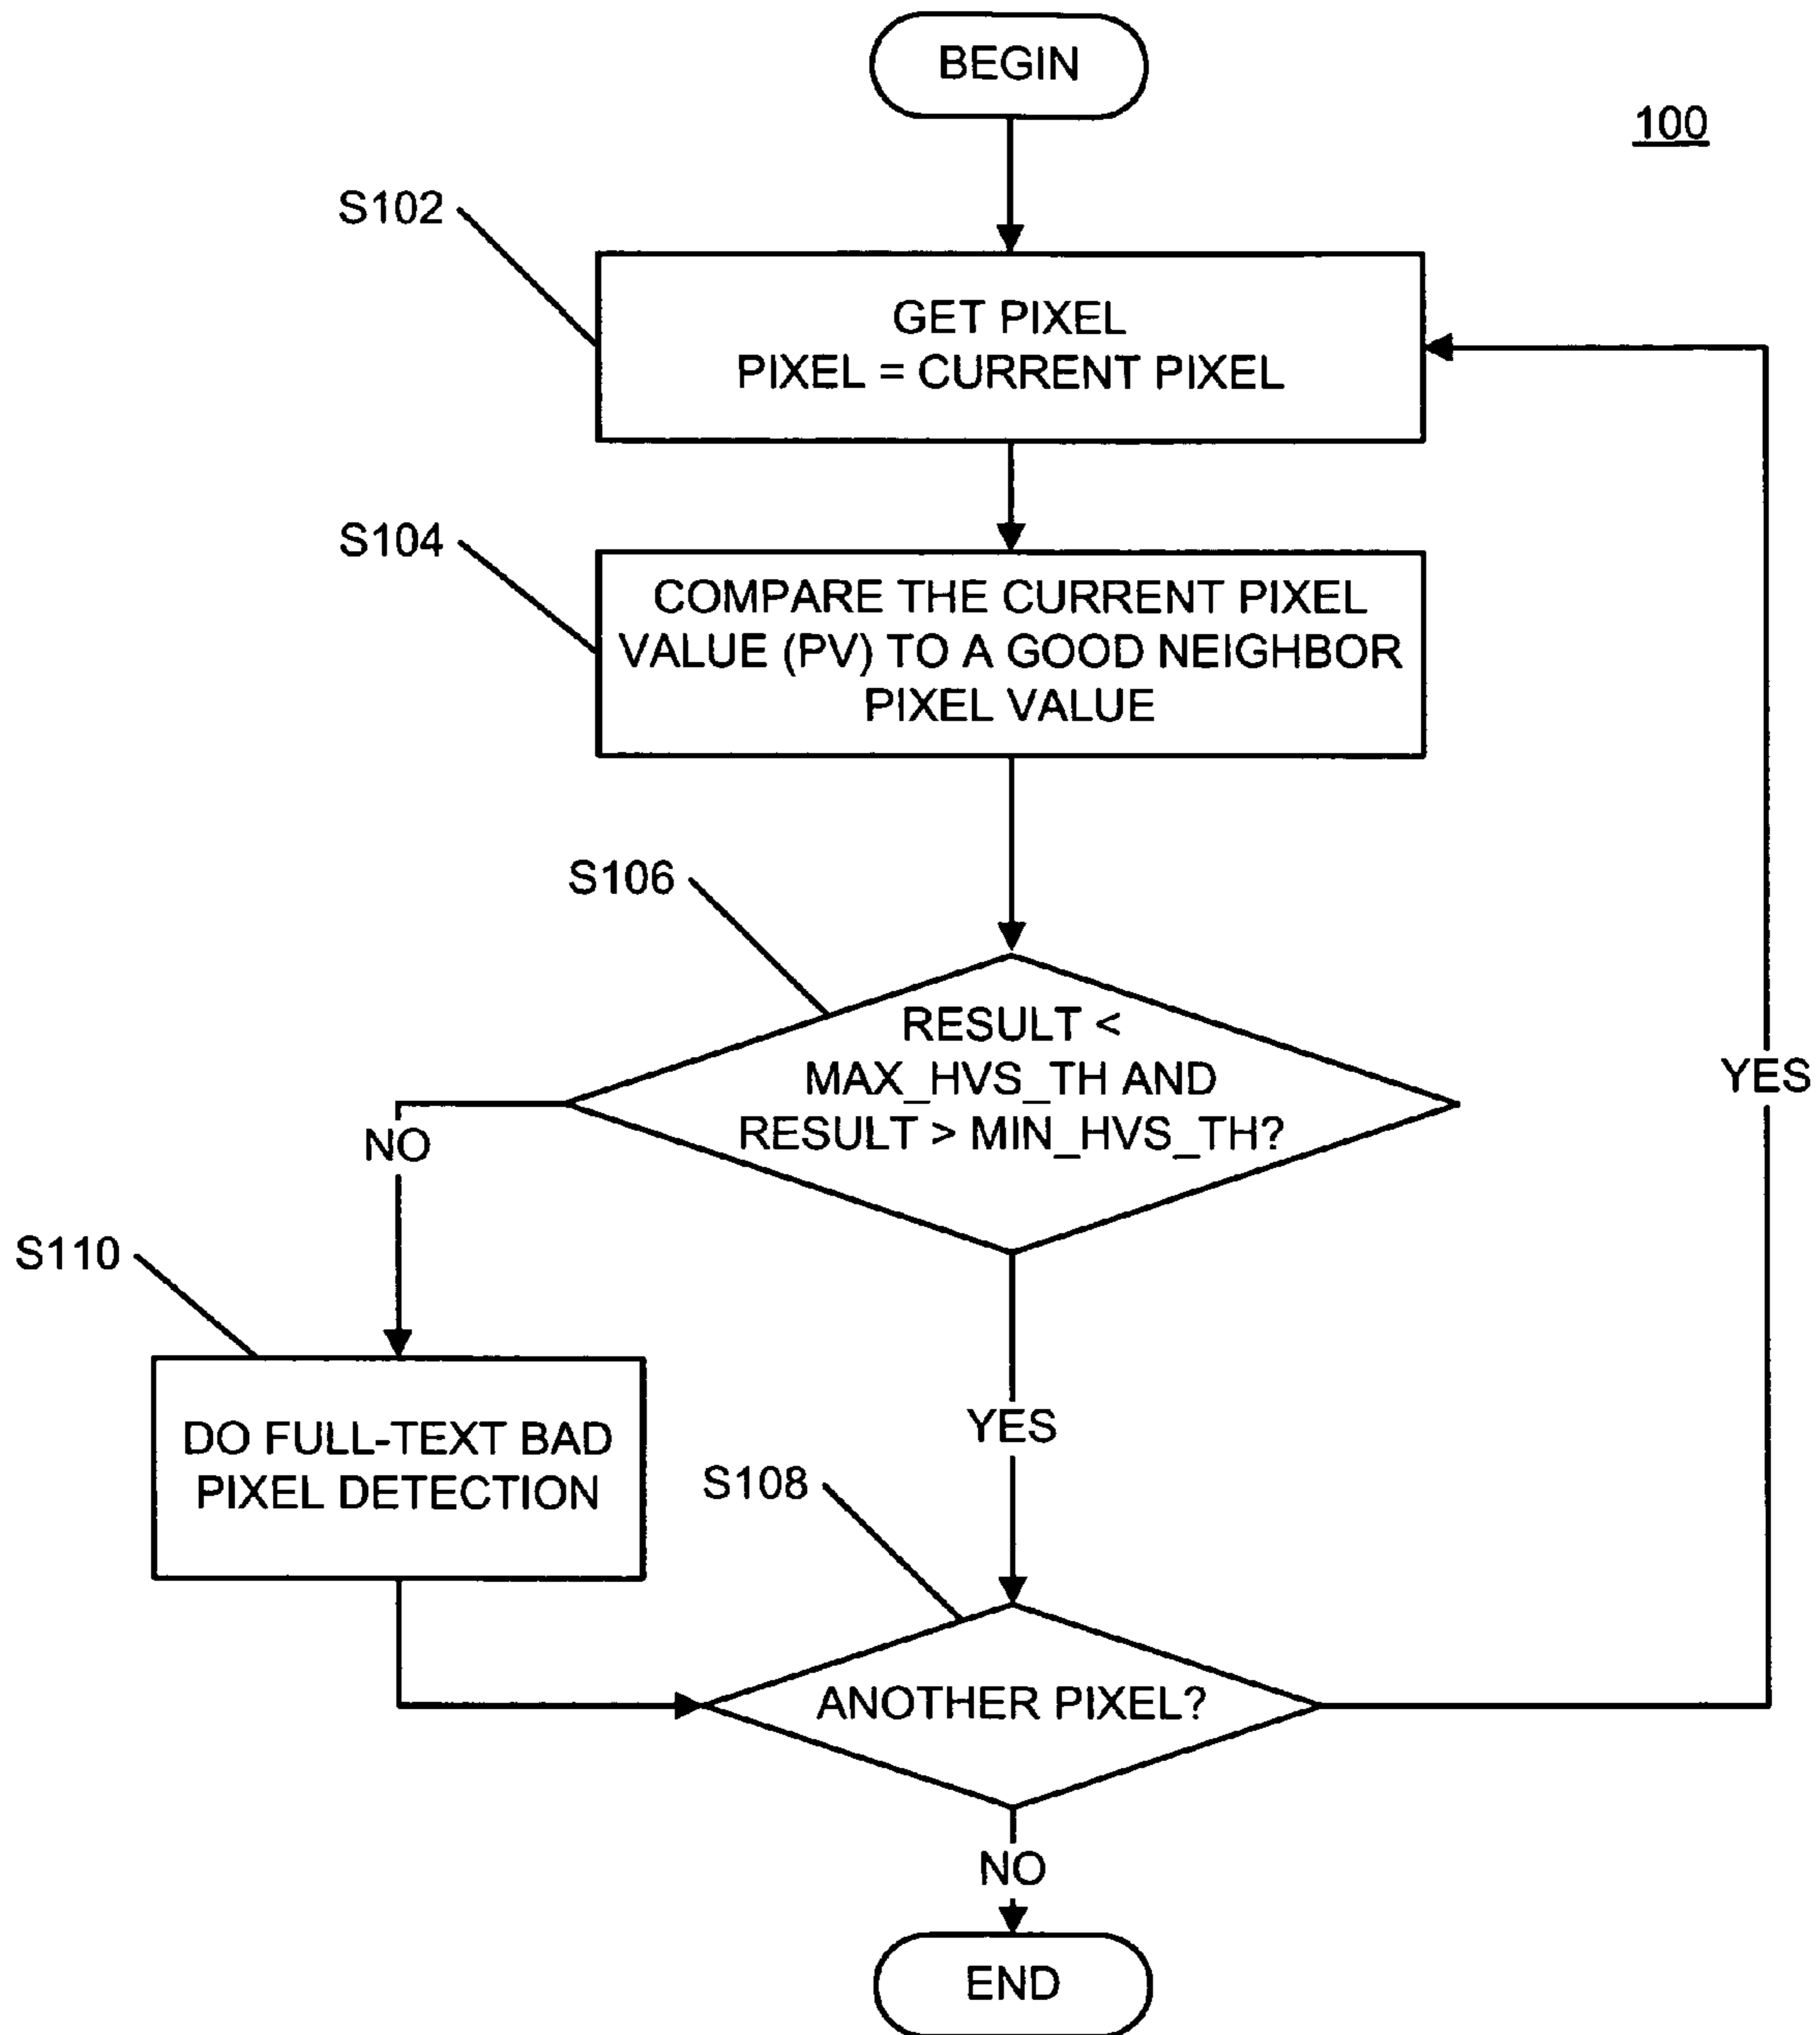 BEGIN
100
S102
GET PIXEL
PIXEL = CURRENT PIXEL
S104
COMPARE THE CURRENT PIXEL
VALUE (PV) TO A GOOD NEIGHBOR
PIXEL VALUE
S106
RESULT <
MAX_HVS_TH AND
RESULT > MIN_HVS_TH?
YES
NO
S110
DO FULL-TEXT BAD
PIXEL DETECTION
YES
S108
ANOTHER PIXEL?
NO
END